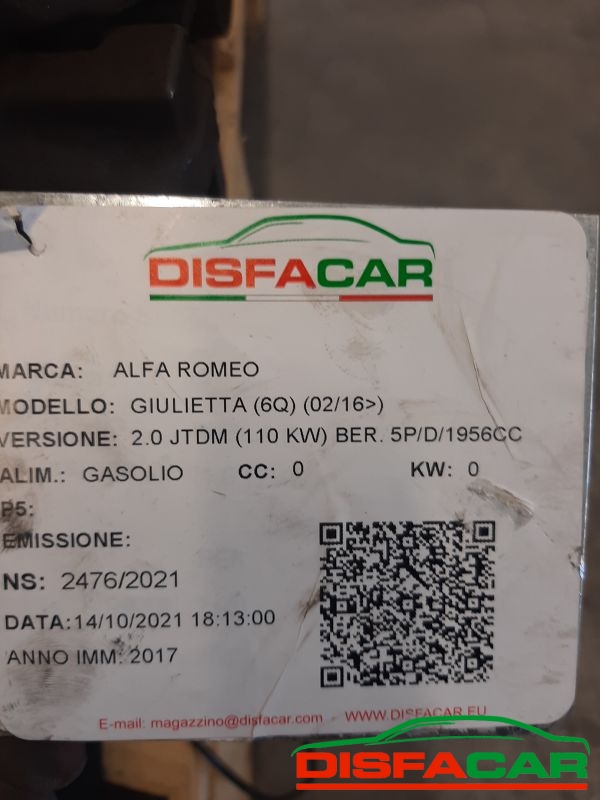 DISFACAR
MARCA: ALFA ROMEO
MODELLO: GIULIETTA (6Q) (02/16>)
VERSIONE: 2.0 JTDM (110 KW) BER. 5P/D/1956CC
ALIM.: GASOLIO CC: 0 KW: 0
P5:
EMISSIONE:
NS: 2476/2021
DATA:14/10/2021 18:13:00
ANNO IMM: 2017
E-mail: magazzino@disfacar.com WWW.DISFACAR.EU
DISFACAR